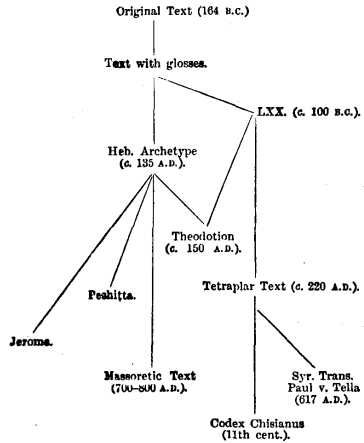 Original Text (164 B.C.)
Text with glosses.
LXX. (c. 100 B.C.)
Heb. Archetype
(c. 135 A.D.)
Theodotion
(c. 150 A.D.)
Peshitta.
Tetraplar Text (c. 220 A.D.).
Jerome.
Massoretic Text
(700–800 A.D.)
Syr. Trans.
Paul v. Tella
(617 A.D.)
Codex Chisianus
(11th cent.)